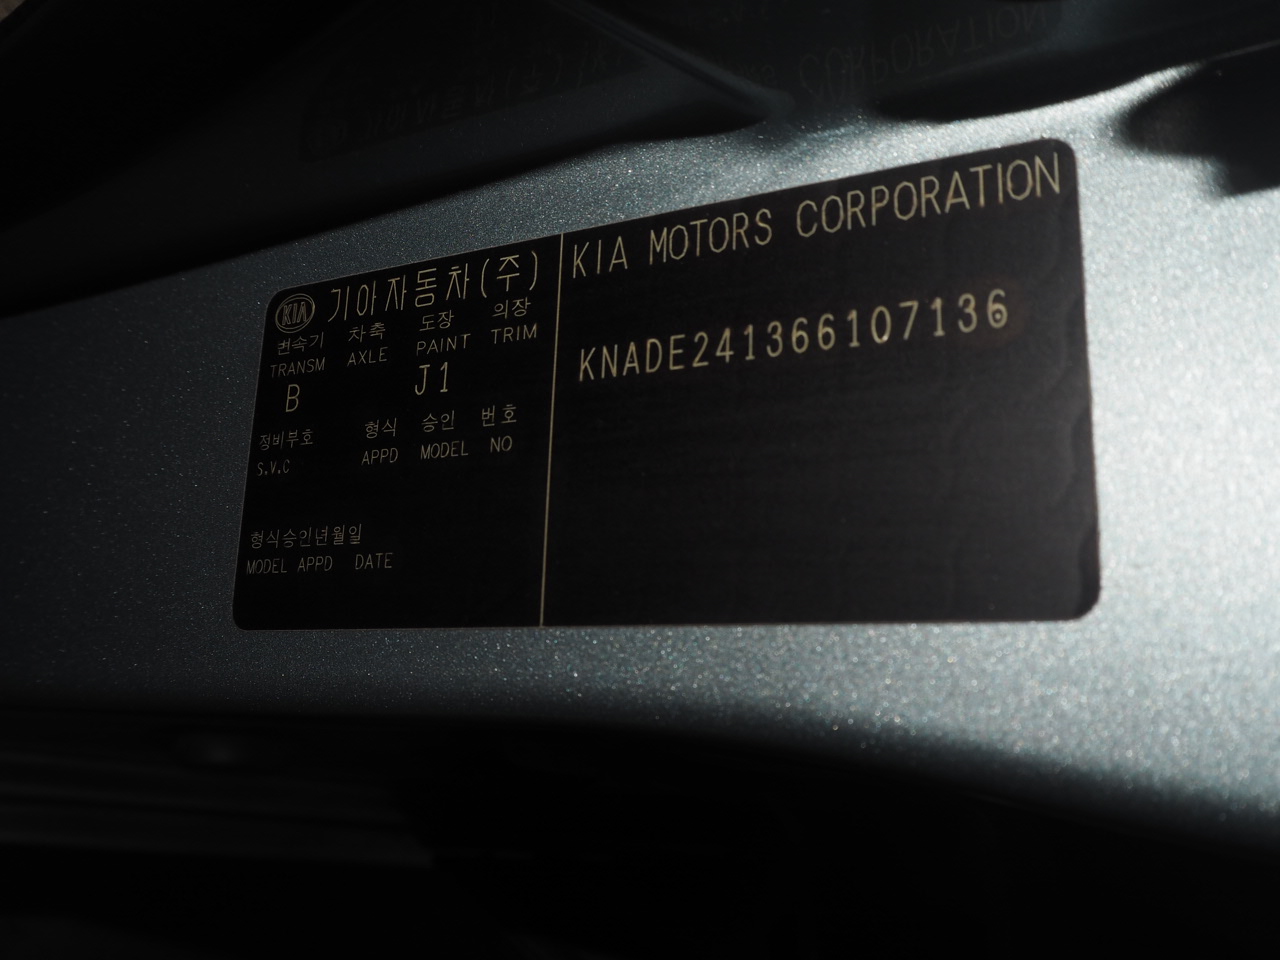 KIA 기아자동차(주)
변속기 차축 도장 의장
TRANSM AXLE PAINT TRIM
B J1
정비부호 형식 승인 번호
S.V.C APPD MODEL NO
형식승인년월일
MODEL APPD DATE
KIA MOTORS CORPORATION
KNADE241366107136